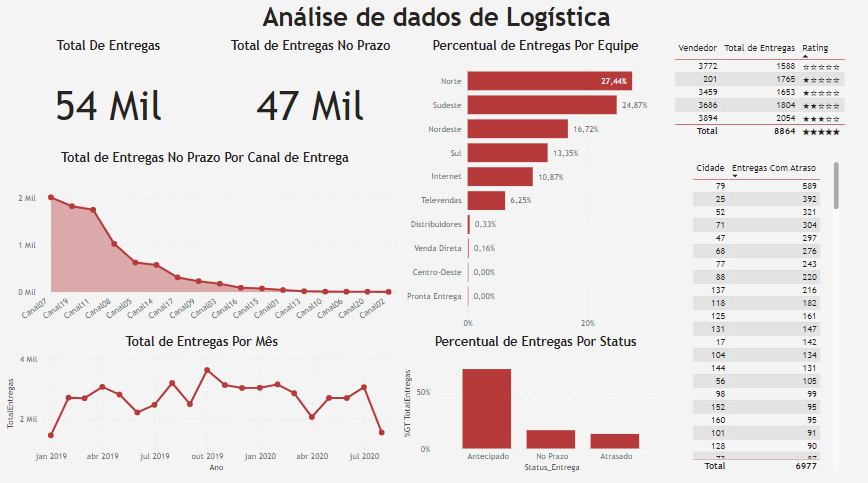 Análise de dados de Logística
Total De Entregas
54 Mil
Total de Entregas No Prazo
47 Mil
Total de Entregas No Prazo Por Canal de Entrega
2 Mil
1 Mil
0 Mil
Canal07 Canal19 Canal11 Canal08 Canal05 Canal14 Canal17 Canal09 Canal03 Canal16 Canal15 Canal01 Canal13 Canal10 Canal06 Canal20 Canal02
Percentual de Entregas Por Equipe
Norte 27,44%
Sudeste 24,87%
Nordeste 16,72%
Sul 13,35%
Internet 10,87%
Televendas 6,25%
Distribuidores 0,33%
Venda Direta 0,16%
Centro-Oeste 0,00%
Pronta Entrega 0,00%
0% 20%
Vendedor Total de Entregas Rating
3772 1588 ☆☆☆☆☆
201 1765 ★☆☆☆☆
3459 1653 ★☆☆☆☆
3686 1804 ★★☆☆☆
3894 2054 ★★★☆☆
Total 8864 ★★★★★
Cidade Entregas Com Atraso
79 589
25 392
52 321
71 304
47 297
68 276
77 243
88 220
137 216
118 182
125 161
131 147
17 142
104 134
144 131
56 105
98 99
152 95
160 95
101 91
128 90
Total 6977
Total de Entregas Por Mês
TotalEntregas
4 Mil
2 Mil
jan 2019 abr 2019 jul 2019 out 2019 jan 2020 abr 2020 jul 2020
Ano
Percentual de Entregas Por Status
%GT TotalEntregas
50%
0%
Antecipado No Prazo Atrasado
Status_Entrega